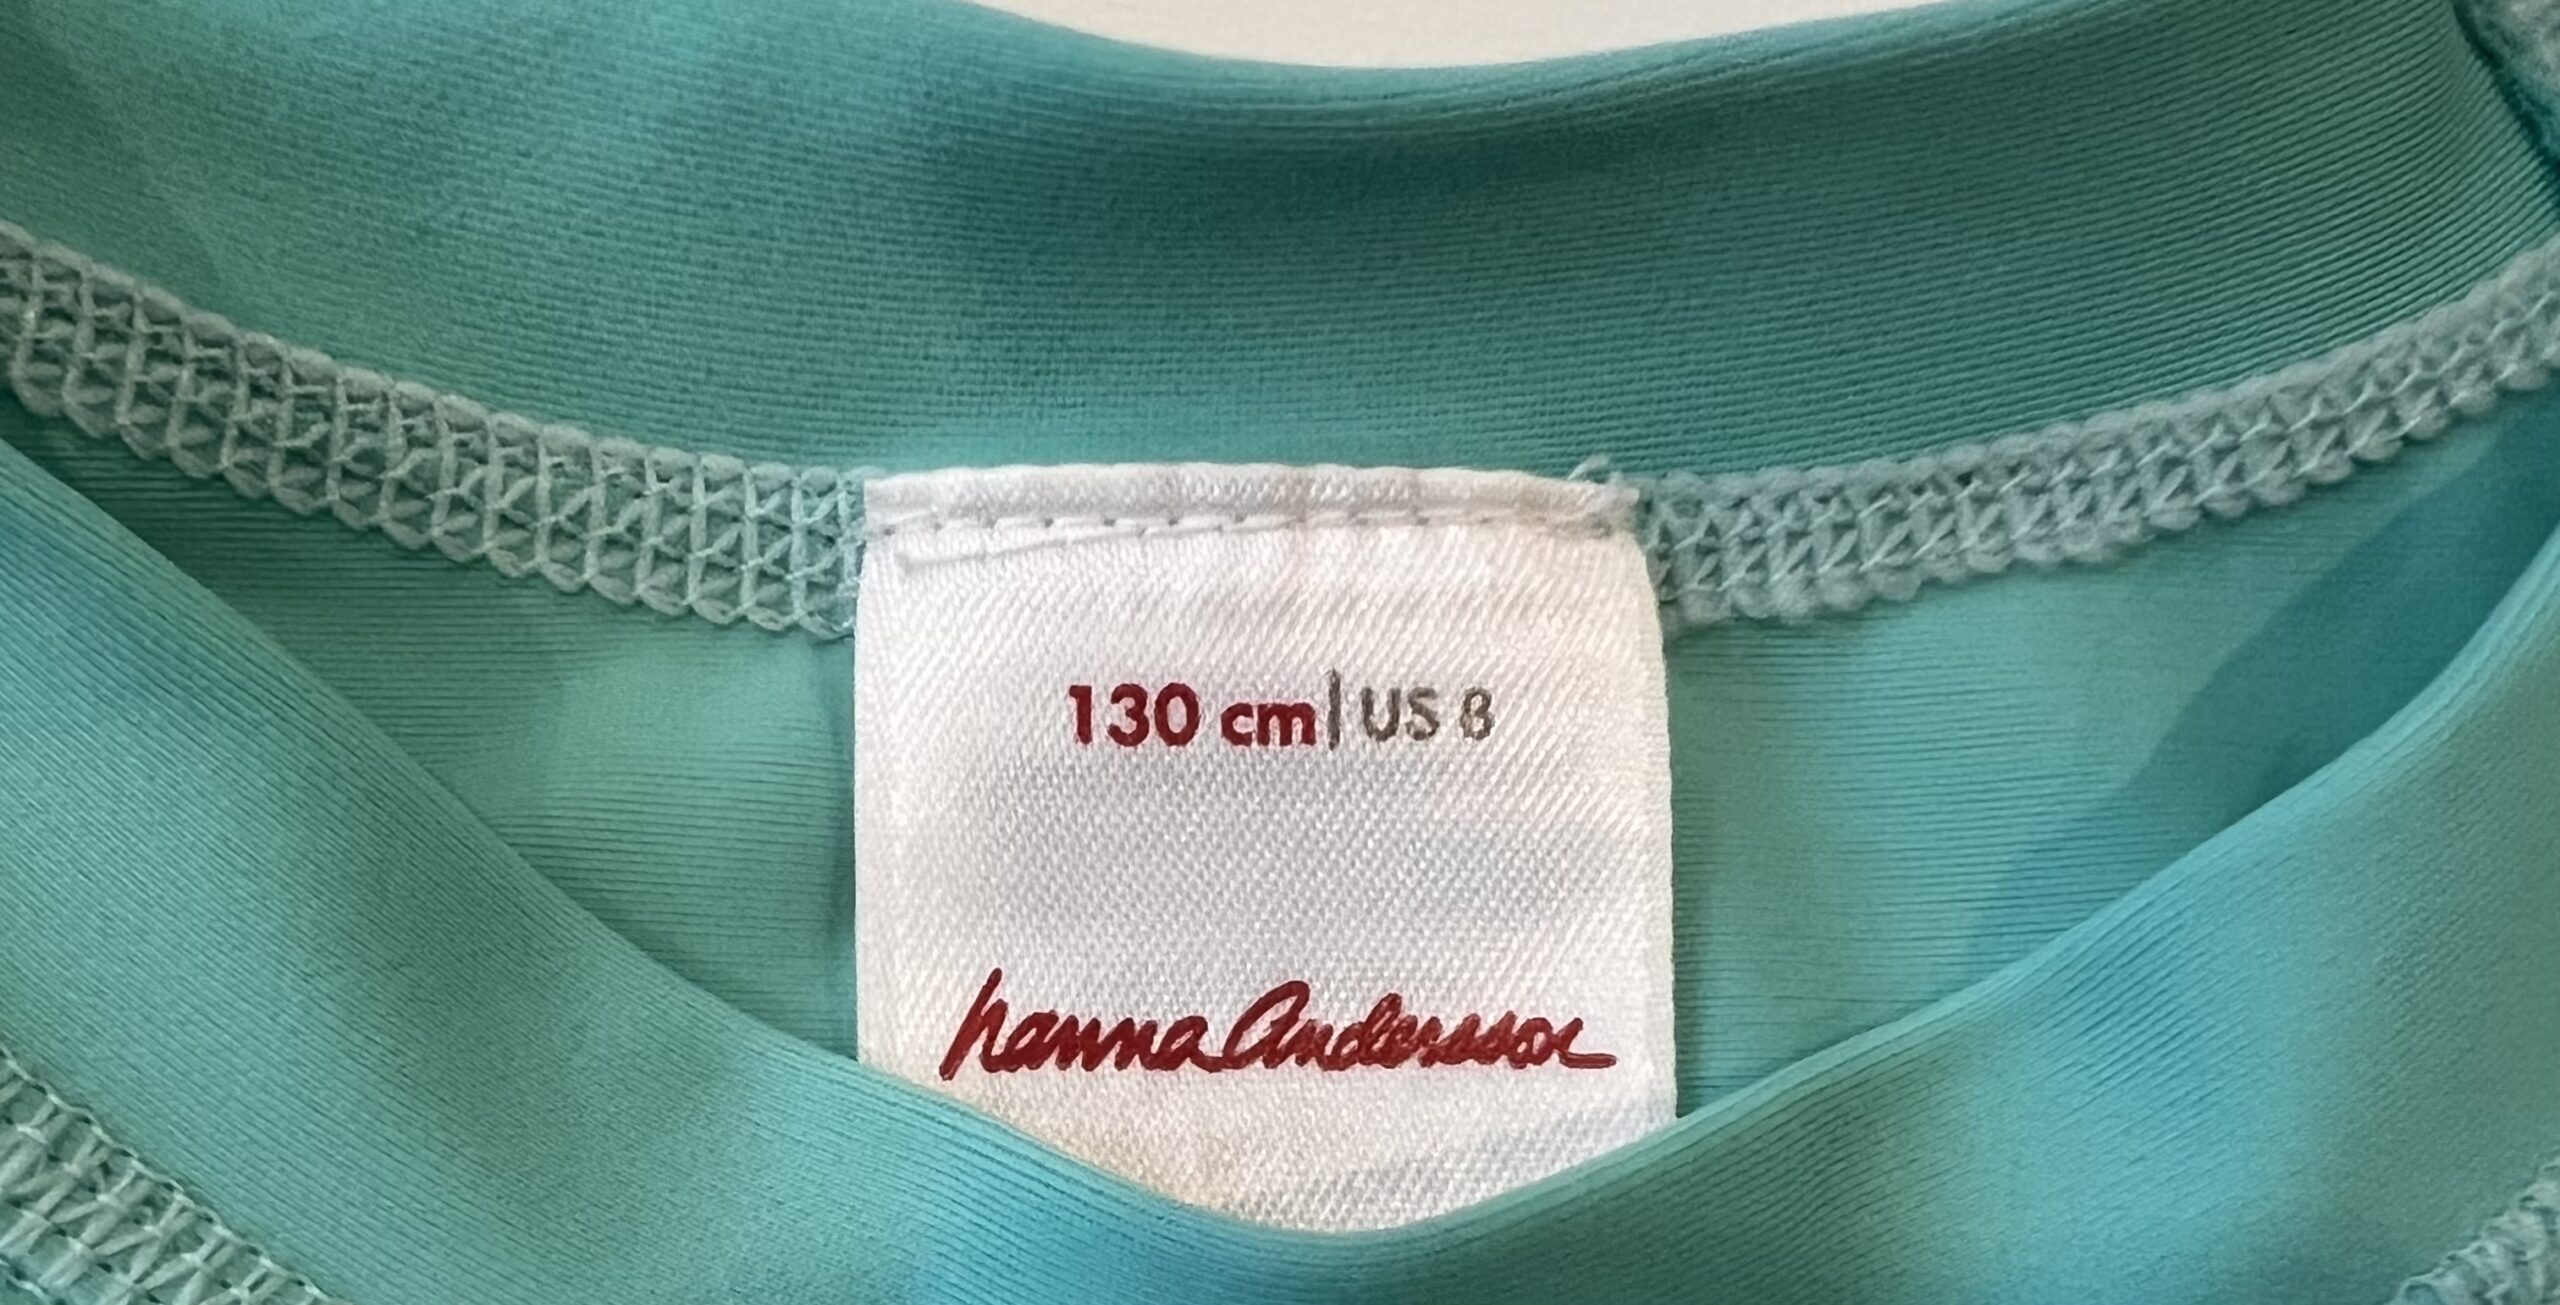 130 cm | US 8
hanna Andersson